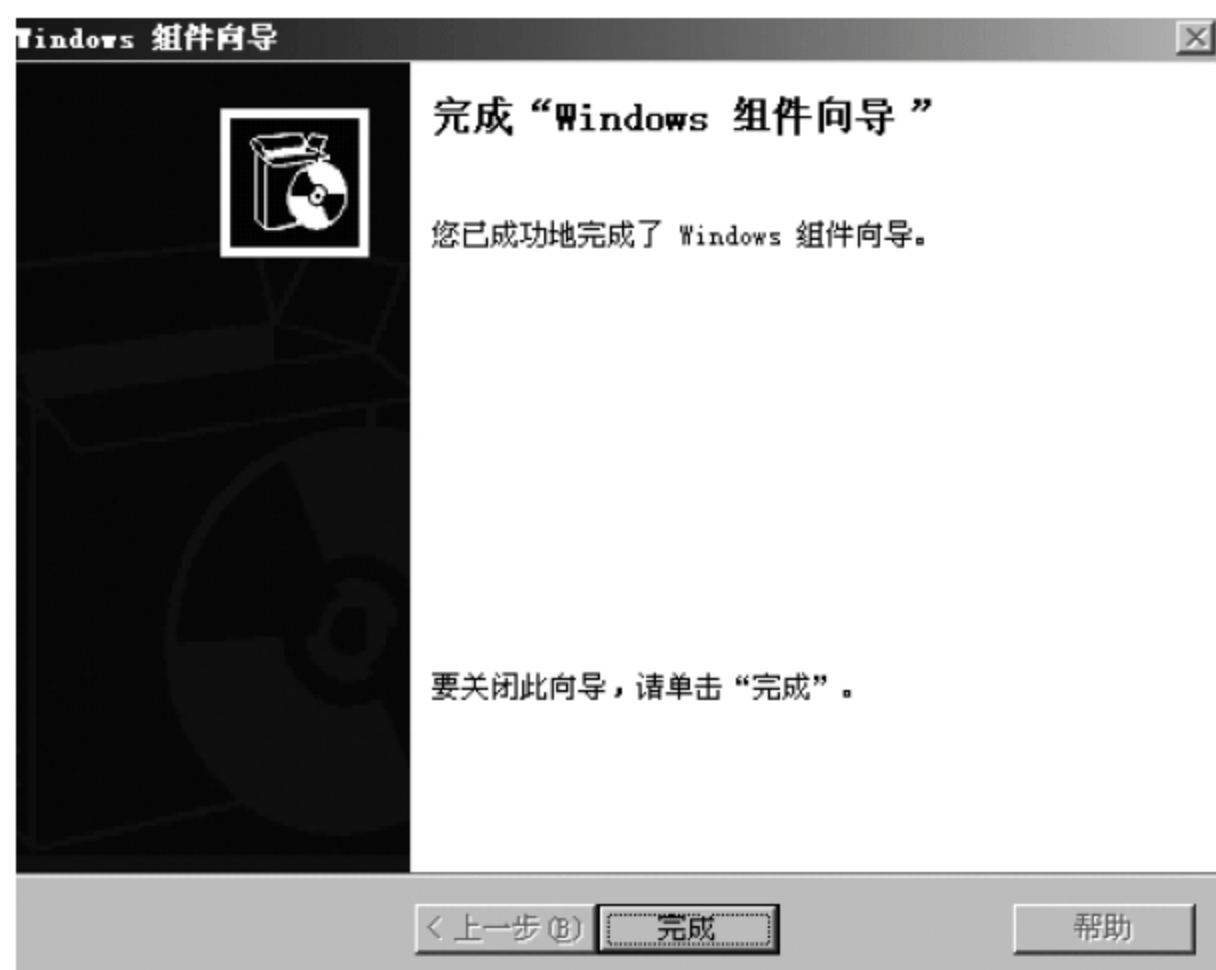 Windows 组件向导
完成“Windows 组件向导”
您已成功地完成了 Windows 组件向导。
要关闭此向导,请单击“完成”。
< 上一步(B)
完成
帮助